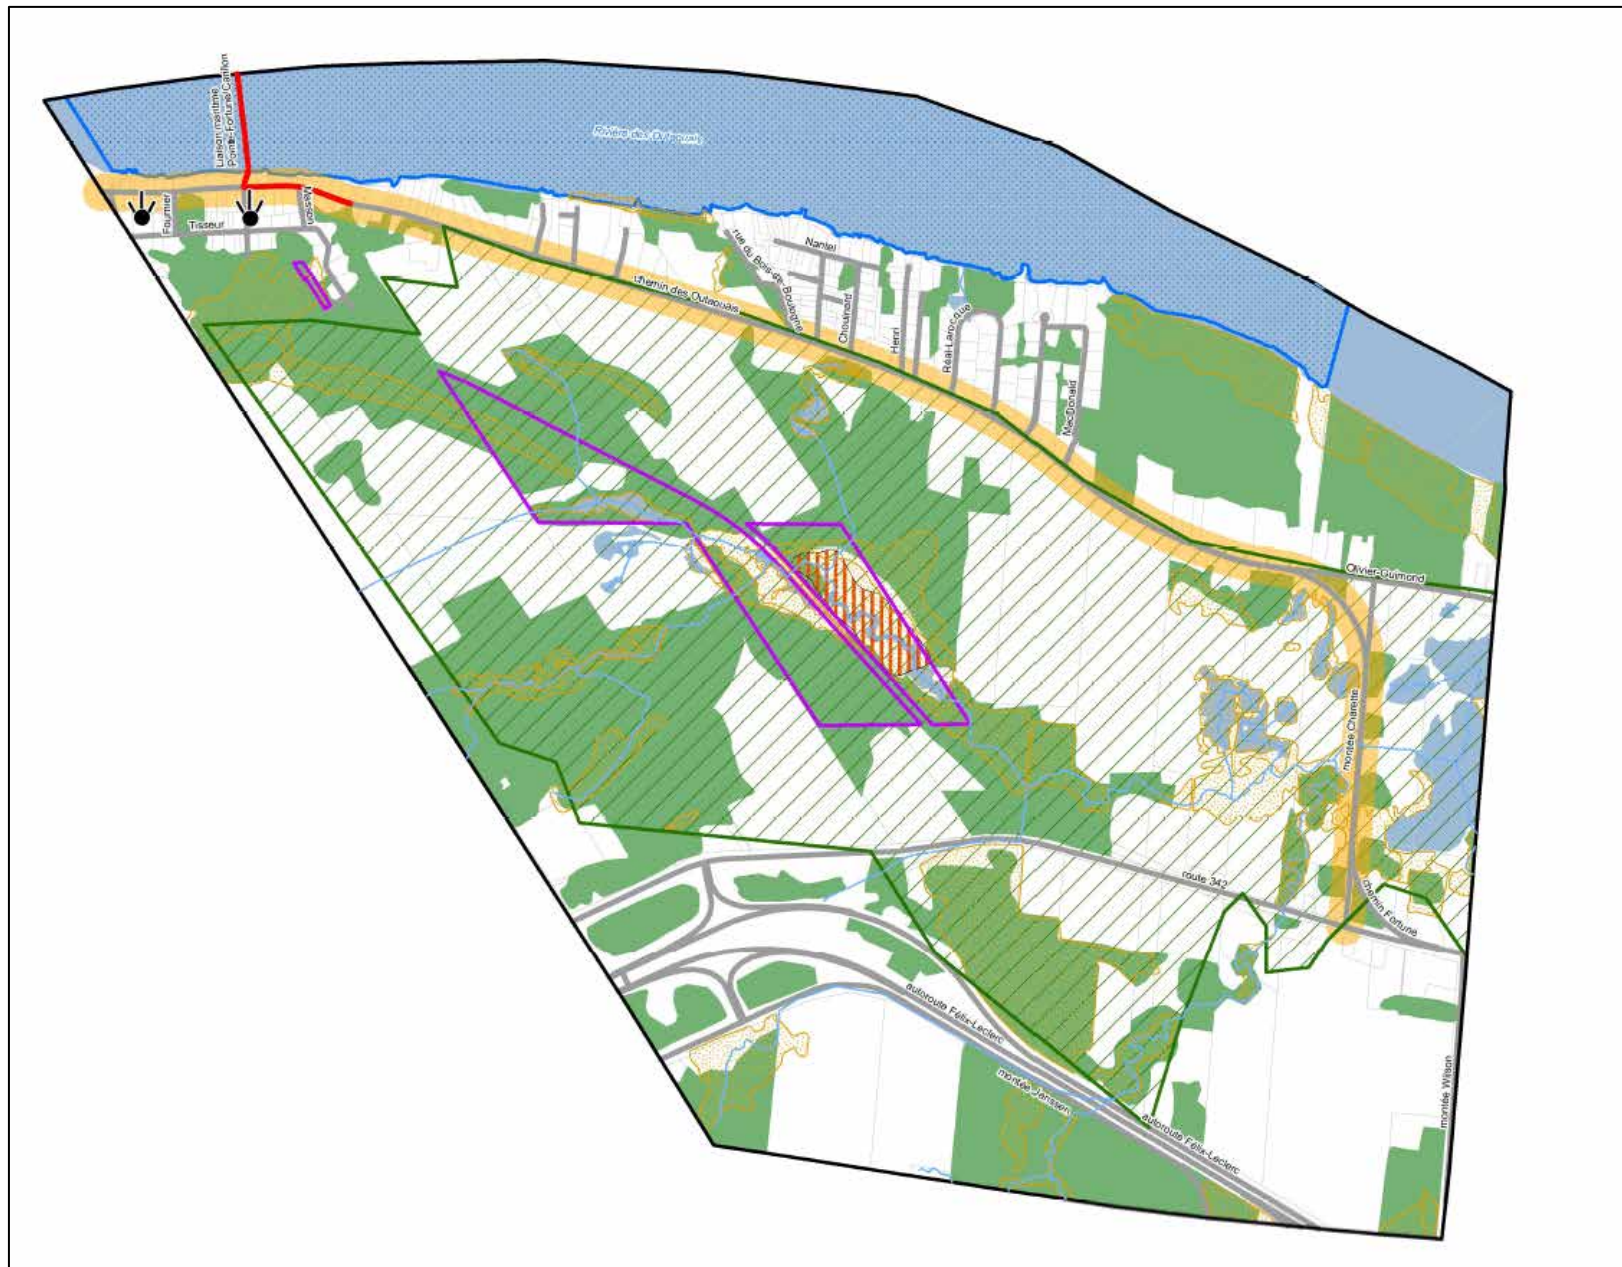 Liaison maritime
Pointe-Fortune/Carillon
Rivière des Outaouais
Fournier
Tisseur
Masson
rue du Bois-de-Boulogne
Nantel
chemin des Outaouais
Chouinard
Henri
Réal-Larocque
MacDonald
Olivier-Guimond
montée Charette
route 342
chemin Fortune
autoroute Félix-Leclerc
montée Janssen
autoroute Félix-Leclerc
montée Wilson